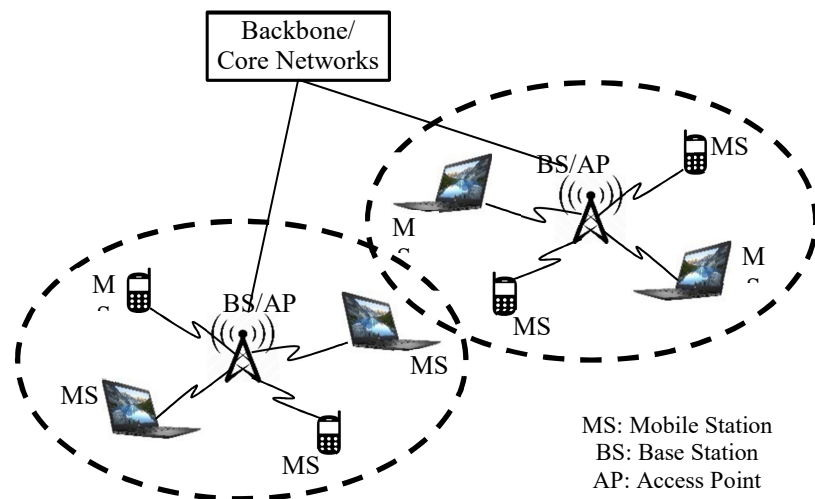 Backbone/
Core Networks
BS/AP
MS
M
S
M
S
MS
M
S
BS/AP
MS
MS
MS
MS: Mobile Station
BS: Base Station
AP: Access Point